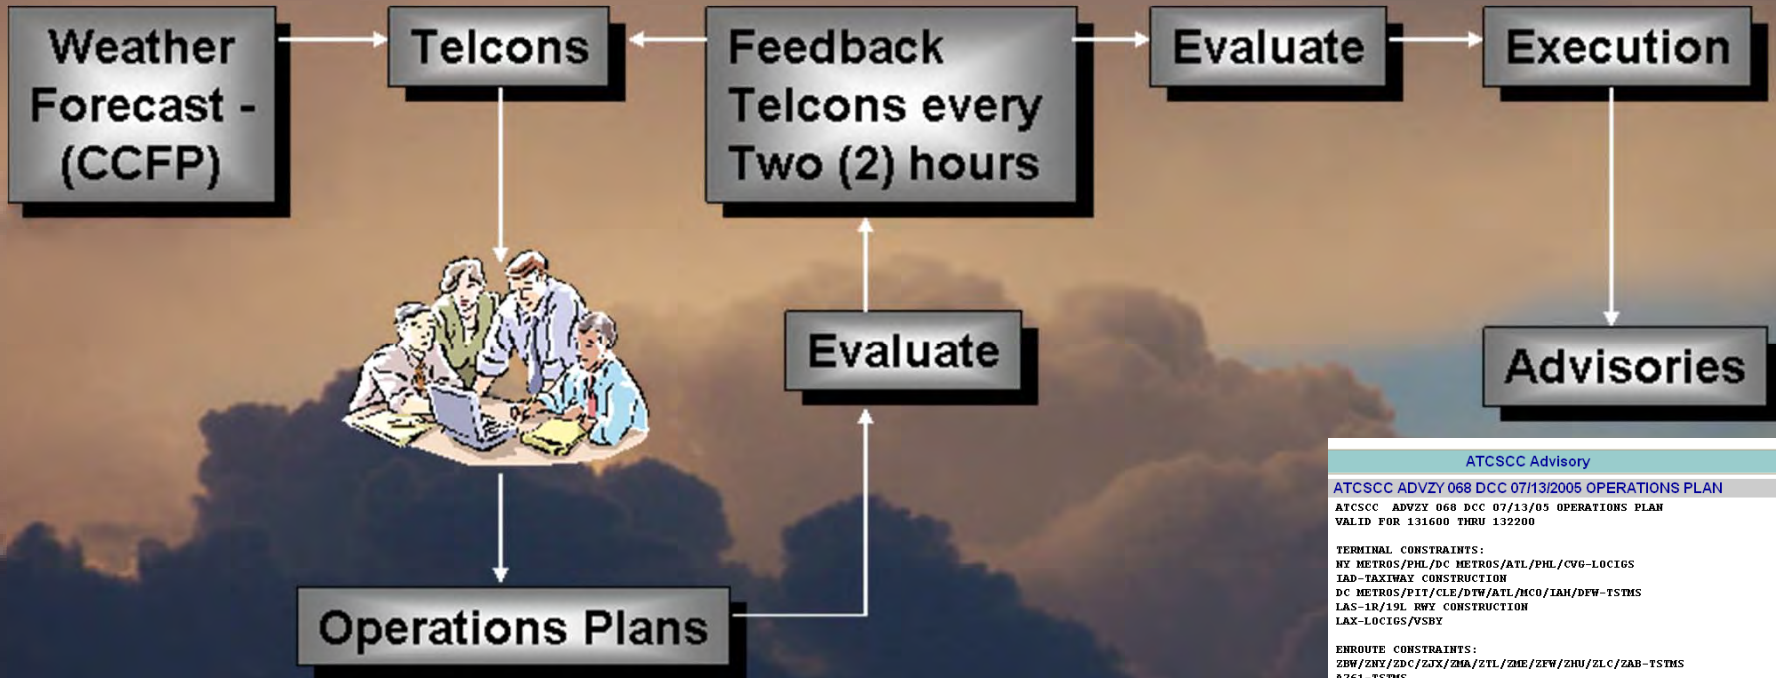 Weather
Forecast -
(CCFP)
Telcons
Feedback
Telcons every
Two (2) hours
Evaluate
Execution
Evaluate
Advisories
Operations Plans
ATCSCC Advisory
ATCSCC ADVZY 068 DCC 07/13/2005 OPERATIONS PLAN
ATCSCC ADVZY 068 DCC 07/13/05 OPERATIONS PLAN
VALID FOR 131600 THRU 132200
TERMINAL CONSTRAINTS:
NY METROS/PHL/DC METROS/ATL/PHL/CVG-LOCIGS
IAD-TAXIWAY CONSTRUCTION
DC METROS/PIT/CLE/DTW/ATL/MCO/IAH/DFW-TSTMS
LAS-1R/19L RWY CONSTRUCTION
LAX-LOCIGS/VSBY
ENROUTE CONSTRAINTS:
ZBW/ZNY/ZDC/ZJX/ZMA/ZTL/ZME/ZFW/ZHU/ZLC/ZAB-TSTMS
A761-TSTMS